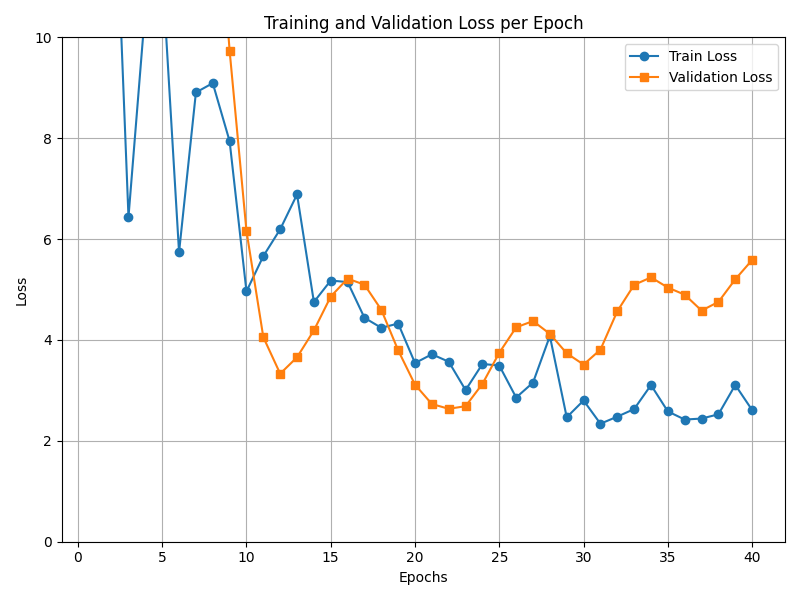 Training and Validation Loss per Epoch
Train Loss
Validation Loss
10
8
6
4
2
0
Loss
0 5 10 15 20 25 30 35 40
Epochs